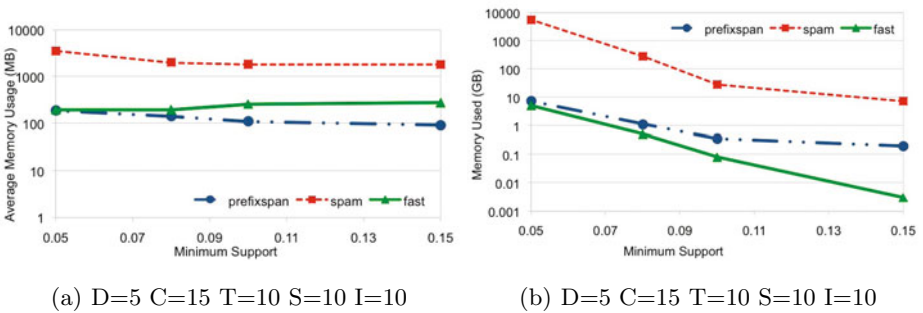 10000
1000
100
10
1
Average Memory Usage (MB)
prefixspan spam fast
0.05 0.07 0.09 0.11 0.13 0.15
Minimum Support
(a) D=5 C=15 T=10 S=10 I=10
10000
1000
100
10
1
0.1
0.01
0.001
Memory Used (GB)
prefixspan spam fast
0.05 0.07 0.09 0.11 0.13 0.15
Minimum Support
(b) D=5 C=15 T=10 S=10 I=10